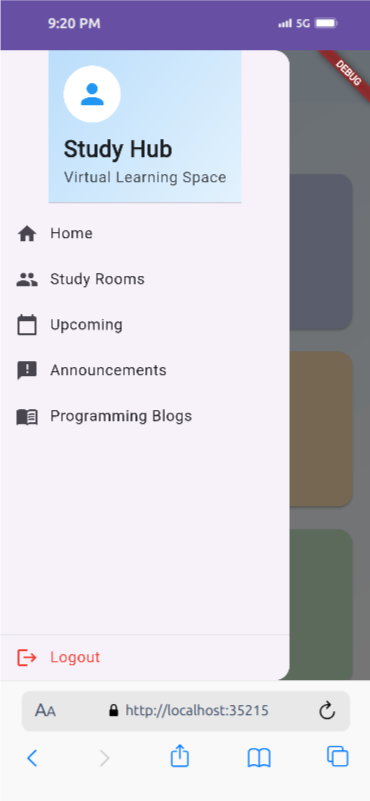 9:20 PM
5G
DEBUG
Study Hub
Virtual Learning Space
Home
Study Rooms
Upcoming
Announcements
Programming Blogs
Logout
AA
http://localhost:35215